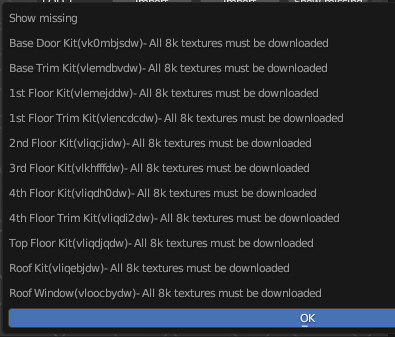 Show missing
Base Door Kit(vk0mbjsdw)- All 8k textures must be downloaded
Base Trim Kit(vlemdbvdw)- All 8k textures must be downloaded
1st Floor Kit(vlemejddw)- All 8k textures must be downloaded
1st Floor Trim Kit(vlencdcdw)- All 8k textures must be downloaded
2nd Floor Kit(vliqcjidw)- All 8k textures must be downloaded
3rd Floor Kit(vlkhfffdw)- All 8k textures must be downloaded
4th Floor Kit(vliqdh0dw)- All 8k textures must be downloaded
4th Floor Trim Kit(vliqdi2dw)- All 8k textures must be downloaded
Top Floor Kit(vliqdjqdw)- All 8k textures must be downloaded
Roof Kit(vliqebjdw)- All 8k textures must be downloaded
Roof Window(vloocbydw)- All 8k textures must be downloaded
OK